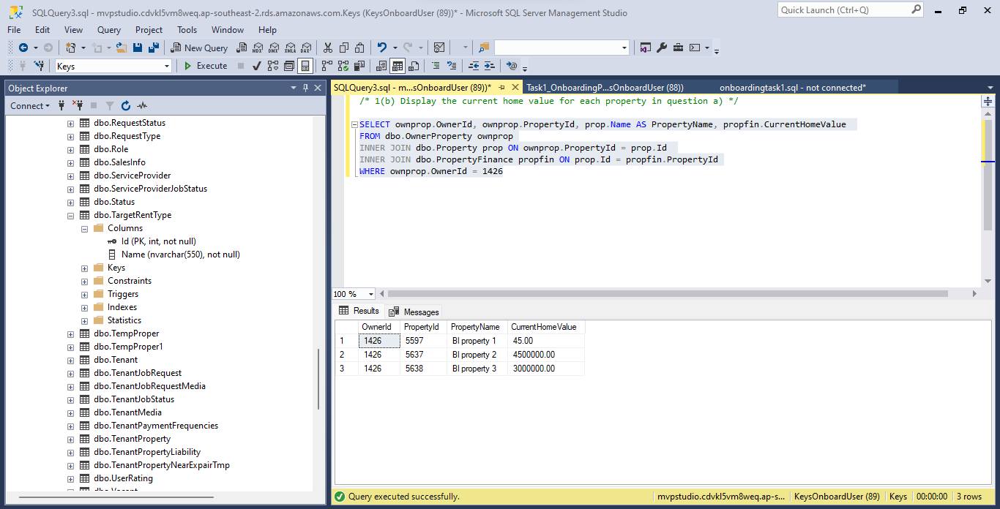 SQLQuery3.sql - mvpstudio.cdvkl5vm8weq.ap-southeast-2.rds.amazonaws.com.Keys (KeysOnboardUser (89))* - Microsoft SQL Server Management Studio
Quick Launch (Ctrl+Q)
File Edit View Query Project Tools Window Help
New Query MDX DMX XMLA DAX
Keys Execute
Object Explorer
Connect
dbo.RequestStatus
dbo.RequestType
dbo.Role
dbo.SalesInfo
dbo.ServiceProvider
dbo.ServiceProviderJobStatus
dbo.Status
dbo.TargetRentType
Columns
Id (PK, int, not null)
Name (nvarchar(550), not null)
Keys
Constraints
Triggers
Indexes
Statistics
dbo.TempProper
dbo.TempProper1
dbo.Tenant
dbo.TenantJobRequest
dbo.TenantJobRequestMedia
dbo.TenantJobStatus
dbo.TenantMedia
dbo.TenantPaymentFrequencies
dbo.TenantProperty
dbo.TenantPropertyLiability
dbo.TenantPropertyNearExpairTmp
dbo.UserRating
SQLQuery3.sql - m...sOnboardUser (89))* Task1_OnboardingP...sOnboardUser (88)) onboardingtask1.sql - not connected*
/* 1(b) Display the current home value for each property in question a) */
SELECT ownprop.OwnerId, ownprop.PropertyId, prop.Name AS PropertyName, propfin.CurrentHomeValue
FROM dbo.OwnerProperty ownprop
INNER JOIN dbo.Property prop ON ownprop.PropertyId = prop.Id
INNER JOIN dbo.PropertyFinance propfin ON prop.Id = propfin.PropertyId
WHERE ownprop.OwnerId = 1426
100 %
Results Messages
OwnerId PropertyId PropertyName CurrentHomeValue
1 1426 5597 BI property 1 45.00
2 1426 5637 BI property 2 4500000.00
3 1426 5638 BI property 3 3000000.00
Query executed successfully. mvpstudio.cdvkl5vm8weq.ap-s... KeysOnboardUser (89) Keys 00:00:00 3 rows